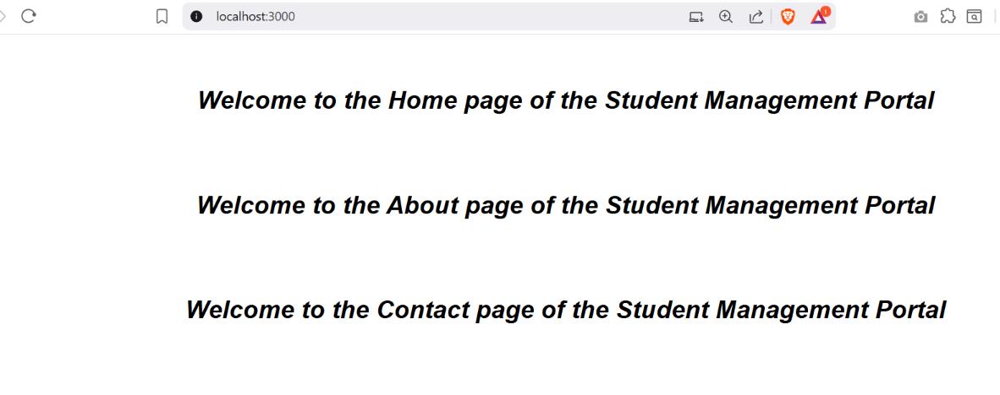 localhost:3000
1
Welcome to the Home page of the Student Management Portal
Welcome to the About page of the Student Management Portal
Welcome to the Contact page of the Student Management Portal